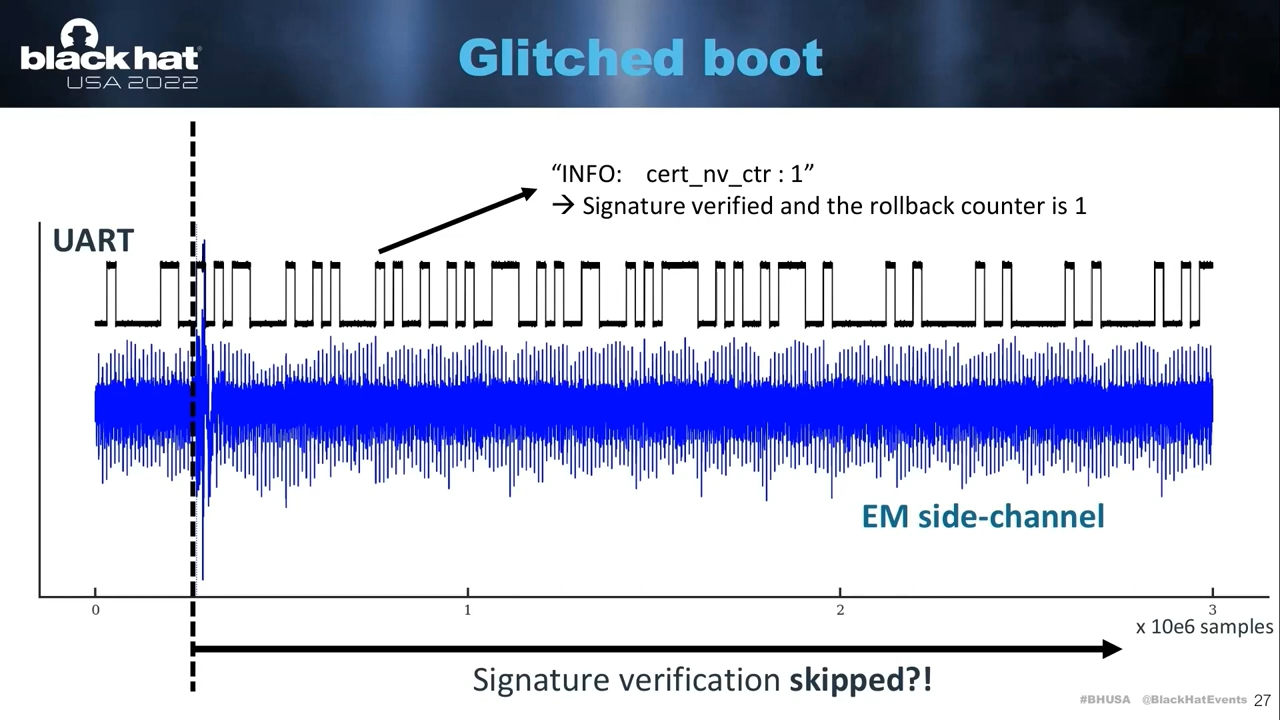 black hat®
USA 2022
Glitched boot
“INFO: cert_nv_ctr : 1”
→ Signature verified and the rollback counter is 1
UART
EM side-channel
0 1 2 3
x 10e6 samples
Signature verification skipped?!
#BHUSA @BlackHatEvents 27